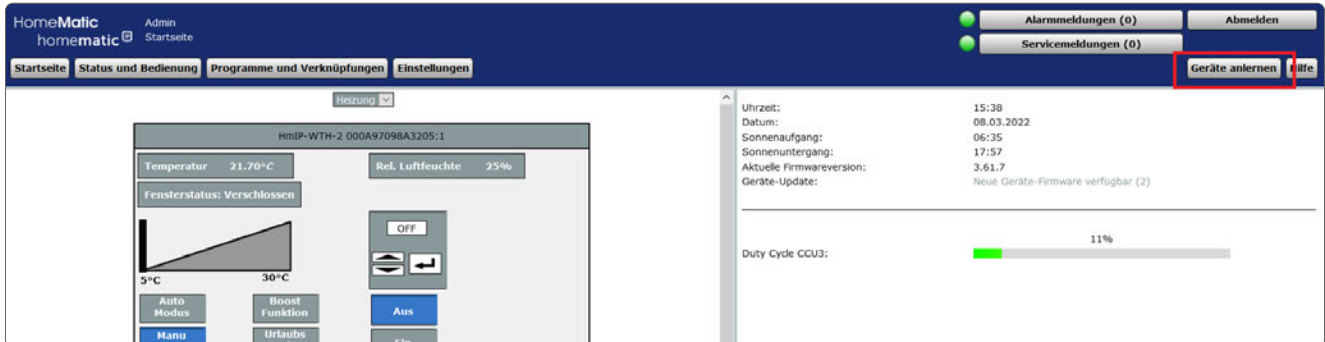 HomeMatic
homematic IP
Admin
Startseite
Alarmmeldungen (0)
Abmelden
Servicemeldungen (0)
Startseite
Status und Bedienung
Programme und Verknüpfungen
Einstellungen
Geräte anlernen
Hilfe
Heizung
HmIP-WTH-2 000A97098A3205:1
Temperatur 21.70°C
Rel. Luftfeuchte 25%
Fensterstatus: Verschlossen
OFF
5°C
30°C
Auto
Modus
Boost
Funktion
Aus
Manu
Urlaubs
Ein
Uhrzeit: 15:38
Datum: 08.03.2022
Sonnenaufgang: 06:35
Sonnenuntergang: 17:57
Aktuelle Firmwareversion: 3.61.7
Geräte-Update: Neue Geräte-Firmware verfügbar (2)
11%
Duty Cycle CCU3: